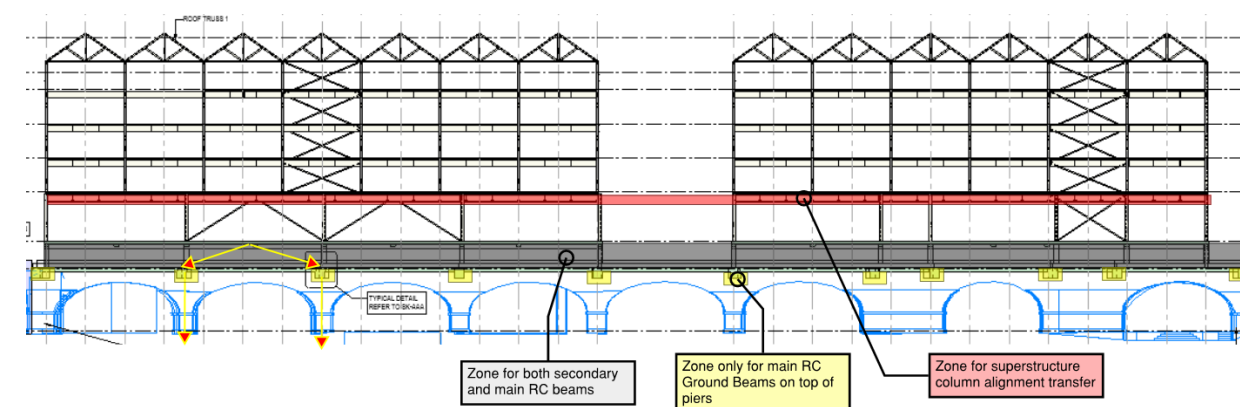 ROOF TRUSS 1
TYPICAL DETAIL
REFER TO SK-AAA
Zone for both secondary
and main RC beams
Zone only for main RC
Ground Beams on top of
piers
Zone for superstructure
column alignment transfer